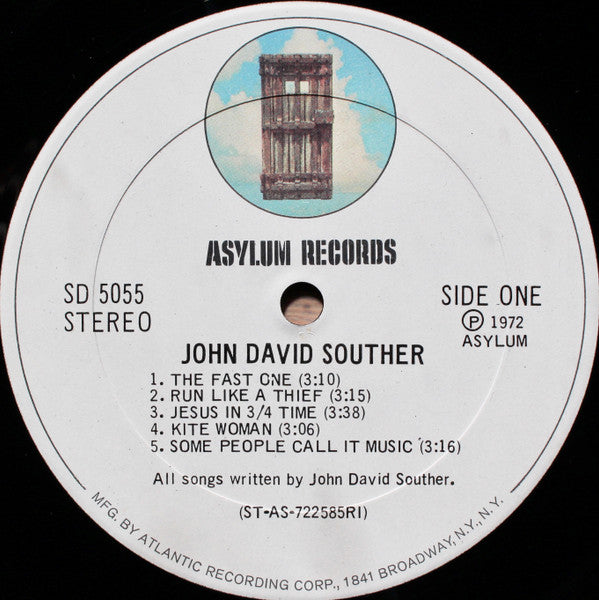 ASYLUM RECORDS
SD 5055
STEREO
SIDE ONE
Ⓟ 1972
ASYLUM
JOHN DAVID SOUTHER
1. THE FAST ONE (3:10)
2. RUN LIKE A THIEF (3:15)
3. JESUS IN 3/4 TIME (3:38)
4. KITE WOMAN (3:06)
5. SOME PEOPLE CALL IT MUSIC (3:16)
All songs written by John David Souther.
(ST-AS-722585RI)
MFG. BY ATLANTIC RECORDING CORP., 1841 BROADWAY, N.Y., N.Y.